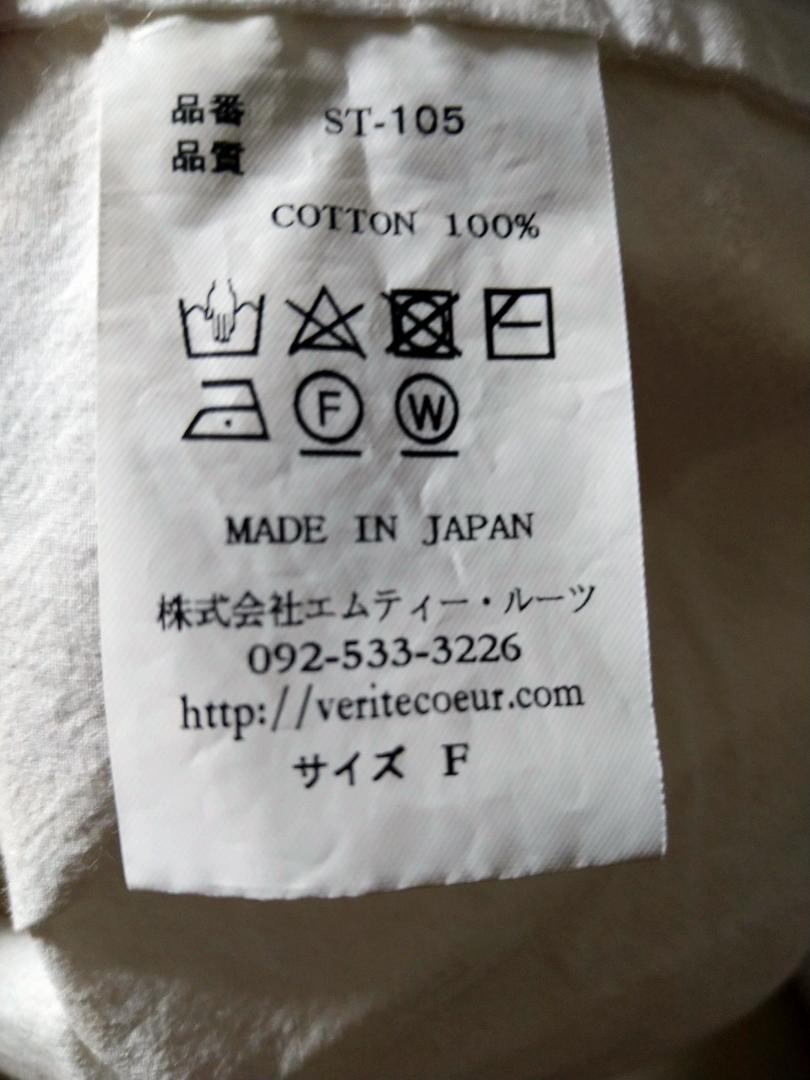 品番 ST-105
品質
COTTON 100%
F W
MADE IN JAPAN
株式会社エムティー・ルーツ
092-533-3226
http://veritecoeur.com
サイズ F